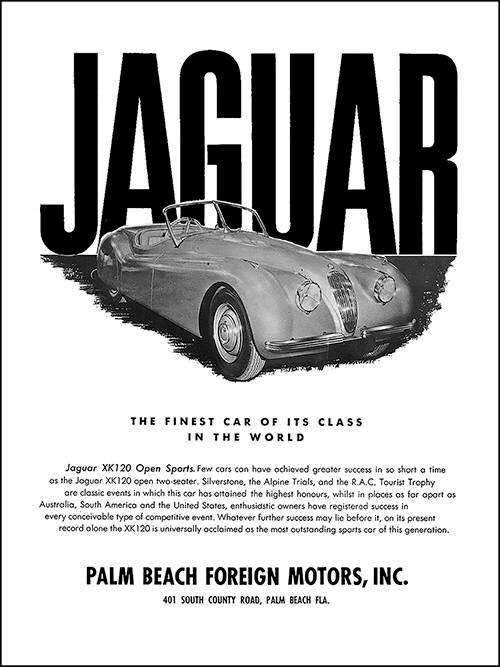 JAGUAR
THE FINEST CAR OF ITS CLASS
IN THE WORLD
Jaguar XK120 Open Sports. Few cars can have achieved greater success in so short a time
as the Jaguar XK120 open two-seater. Silverstone, the Alpine Trials, and the R.A.C. Tourist Trophy
are classic events in which this car has attained the highest honours, whilst in places as far apart as
Australia, South America and the United States, enthusidstic owners have registered success in
every conceivable type of competitive event. Whatever further success may lie before it, on its present
record alone the XK120 is universally acclaimed as the most outstanding sports car of this generation.
PALM BEACH FOREIGN MOTORS, INC.
401 SOUTH COUNTY ROAD, PALM BEACH FLA.